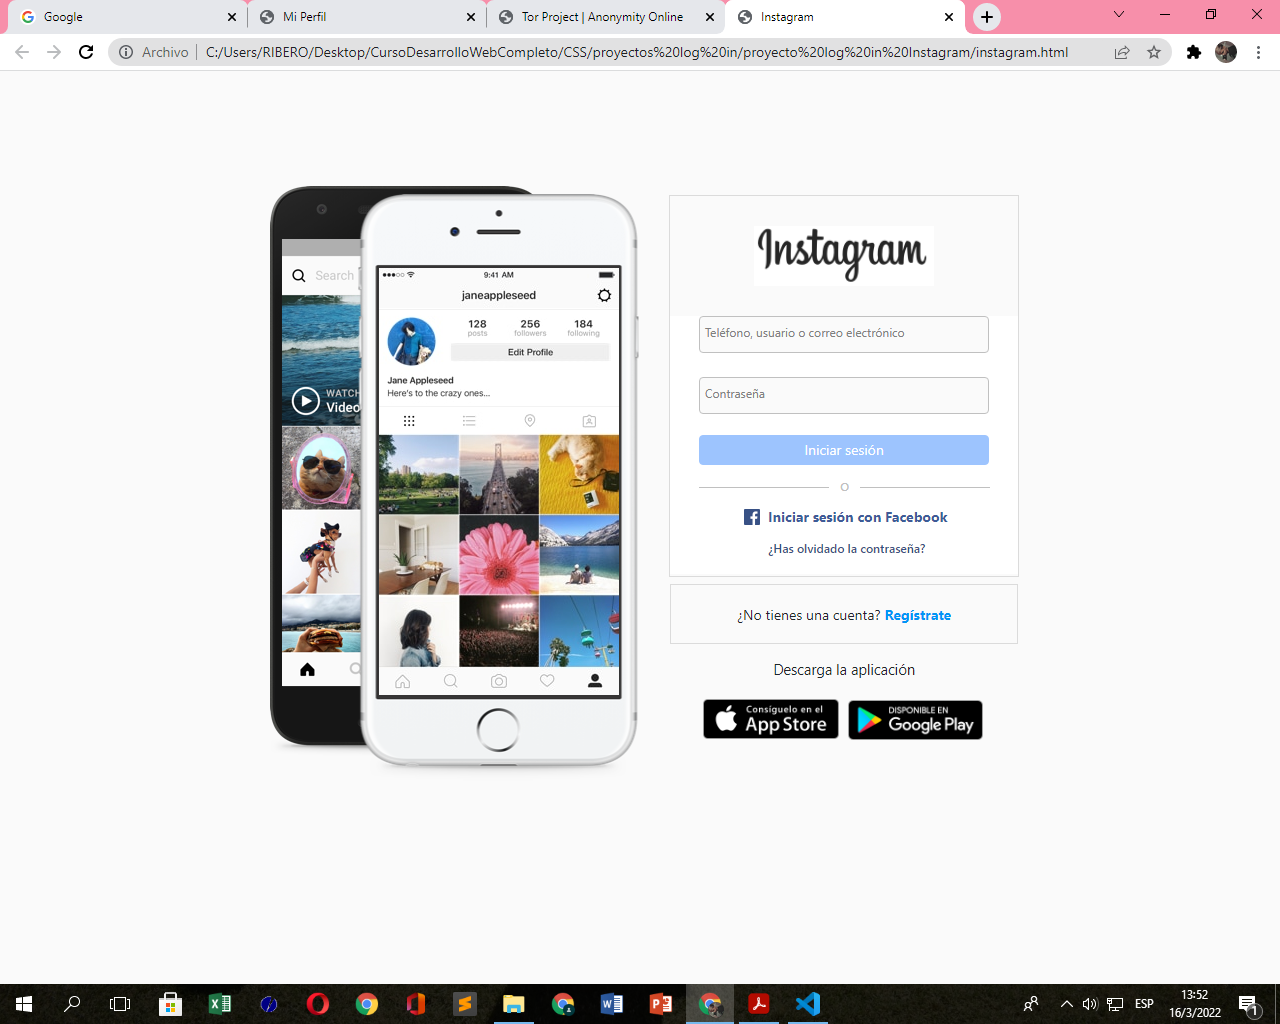 Google
Mi Perfil
Tor Project | Anonymity Online
Instagram
Archivo
C:/Users/RIBERO/Desktop/CursoDesarrolloWebCompleto/CSS/proyectos%20log%20in/proyecto%20log%20in%20Instagram/instagram.html
Search
WATCH
Video
9:41 AM
janeappleseed
128
256
184
posts
followers
following
Edit Profile
Jane Appleseed
Here's to the crazy ones...
Instagram
Teléfono, usuario o correo electrónico
Contraseña
Iniciar sesión
O
Iniciar sesión con Facebook
¿Has olvidado la contraseña?
¿No tienes una cuenta? Regístrate
Descarga la aplicación
Consíguelo en el
App Store
DISPONIBLE EN
Google Play
ESP
13:52
16/3/2022
1